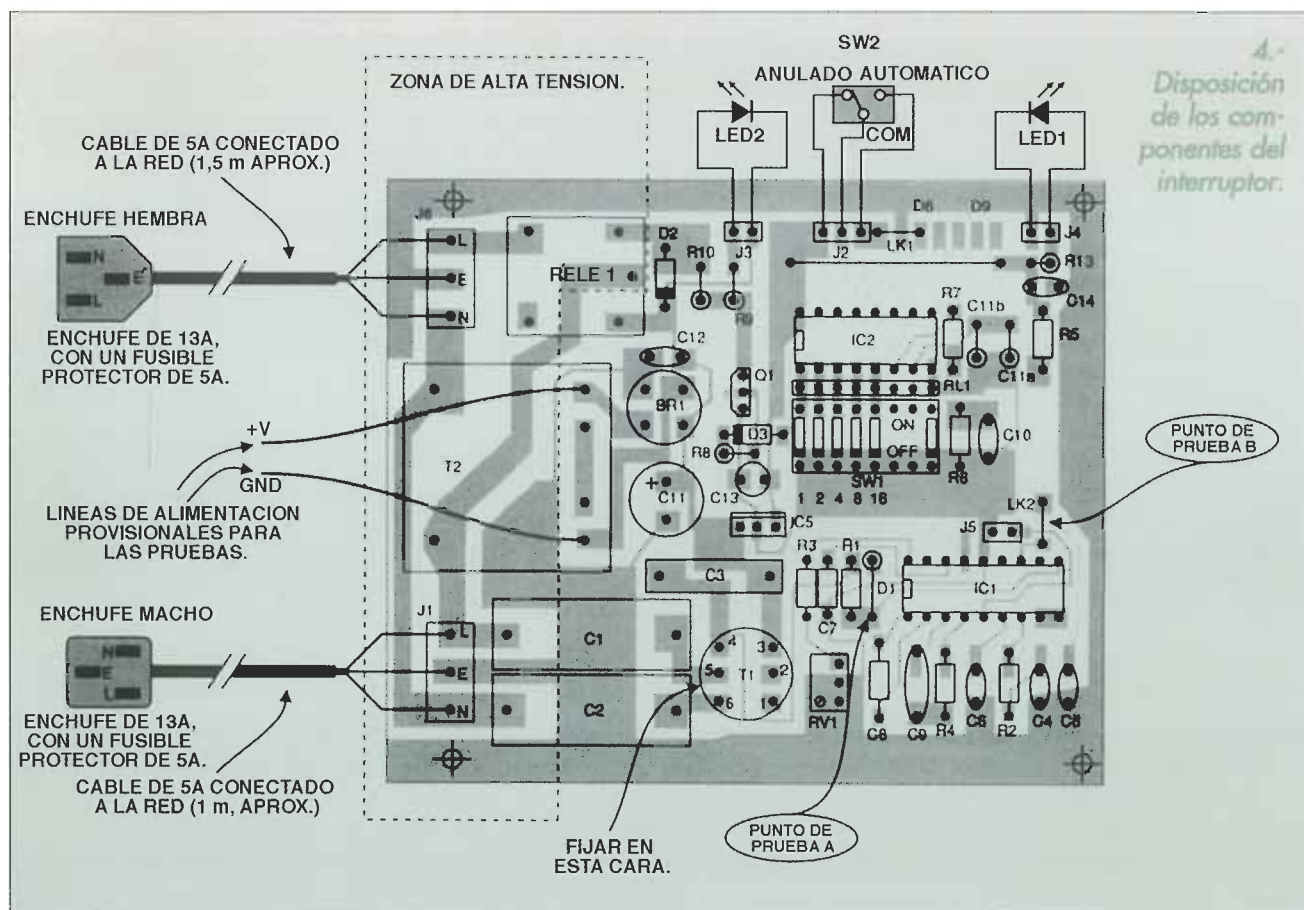 SW2
ANULADO AUTOMATICO
COM
4.-
Disposición
de los com-
ponentes del
interruptor.
ZONA DE ALTA TENSION.
LED2
LED1
CABLE DE 5A CONECTADO
A LA RED (1,5 m APROX.)
ENCHUFE HEMBRA
N
E
L
ENCHUFE DE 13A,
CON UN FUSIBLE
PROTECTOR DE 5A.
J6
L
E
N
RELE 1
D2
R10
J3
R9
J2
LK1
D8
D9
J4
R13
C14
C12
IC2
R7
C11b
C11a
R5
BR1
Q1
RL1
D3
ON
OFF
SW1
1 2 4 8 16
R6
C10
PUNTO DE
PRUEBA B
+V
GND
T2
R8
C11
+
C13
IC5
LINEAS DE ALIMENTACION
PROVISIONALES PARA
LAS PRUEBAS.
LK2
J5
C3
R3
R1
C7
D1
IC1
ENCHUFE MACHO
N
E
L
J1
L
E
N
C1
C2
T1
4
3
5
2
6
1
RV1
C8
C9
R4
C6
R2
C4
C5
ENCHUFE DE 13A,
CON UN FUSIBLE
PROTECTOR DE 5A.
CABLE DE 5A CONECTADO
A LA RED (1 m, APROX.)
FIJAR EN
ESTA CARA.
PUNTO DE
PRUEBA A